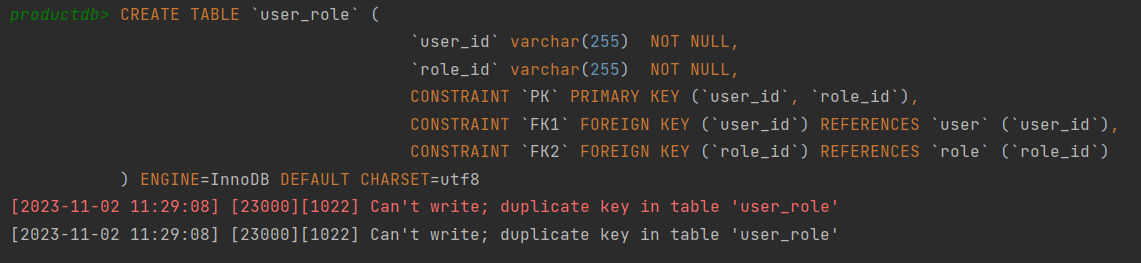 productdb> CREATE TABLE `user_role` (
`user_id` varchar(255)  NOT NULL,
`role_id` varchar(255)  NOT NULL,
CONSTRAINT `PK` PRIMARY KEY (`user_id`, `role_id`),
CONSTRAINT `FK1` FOREIGN KEY (`user_id`) REFERENCES `user` (`user_id`),
CONSTRAINT `FK2` FOREIGN KEY (`role_id`) REFERENCES `role` (`role_id`)
) ENGINE=InnoDB DEFAULT CHARSET=utf8
[2023-11-02 11:29:08] [23000][1022] Can't write; duplicate key in table 'user_role'
[2023-11-02 11:29:08] [23000][1022] Can't write; duplicate key in table 'user_role'